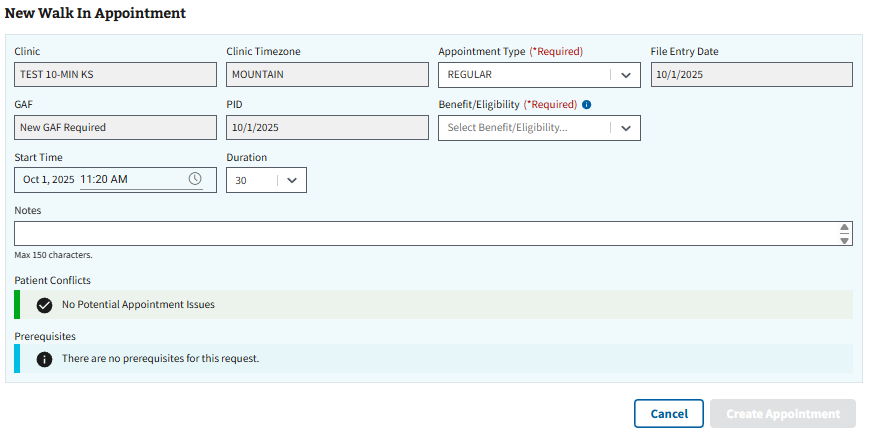 New Walk In Appointment
Clinic Clinic Timezone Appointment Type (*Required) File Entry Date
TEST 10-MIN KS MOUNTAIN REGULAR 10/1/2025
GAF PID Benefit/Eligibility (*Required)
New GAF Required 10/1/2025 Select Benefit/Eligibility...
Start Time Duration
Oct 1, 2025 11:20 AM 30
Notes
Max 150 characters.
Patient Conflicts
No Potential Appointment Issues
Prerequisites
There are no prerequisites for this request.
Cancel Create Appointment